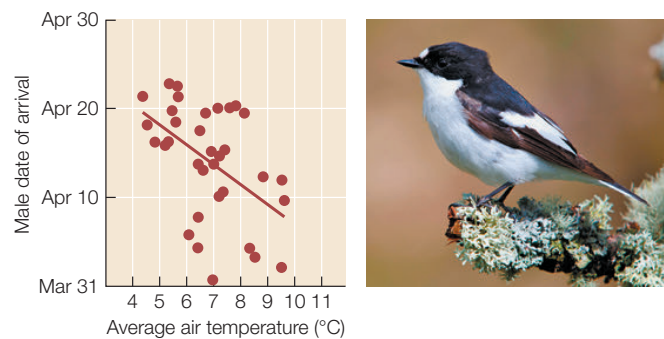 Apr 30
Apr 20
Apr 10
Mar 31
Male date of arrival
4 5 6 7 8 9 10 11
Average air temperature (°C)